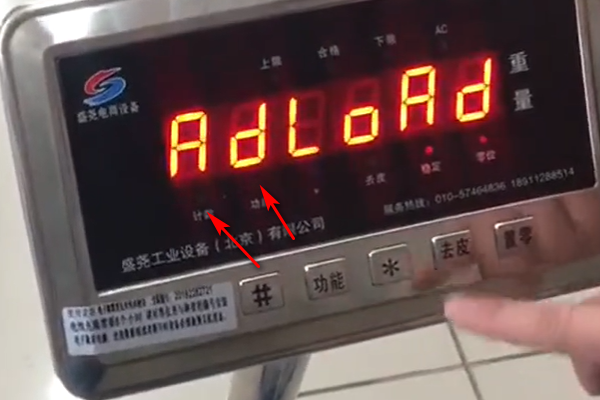 上限 合格 下限 AC
盛尧电商设备
AdLoAd
重量
计数 功能 去皮 稳定 零位
服务热线：010-57464836 18911288514
盛尧工业设备（北京）有限公司
# 功能 * 去皮 置零